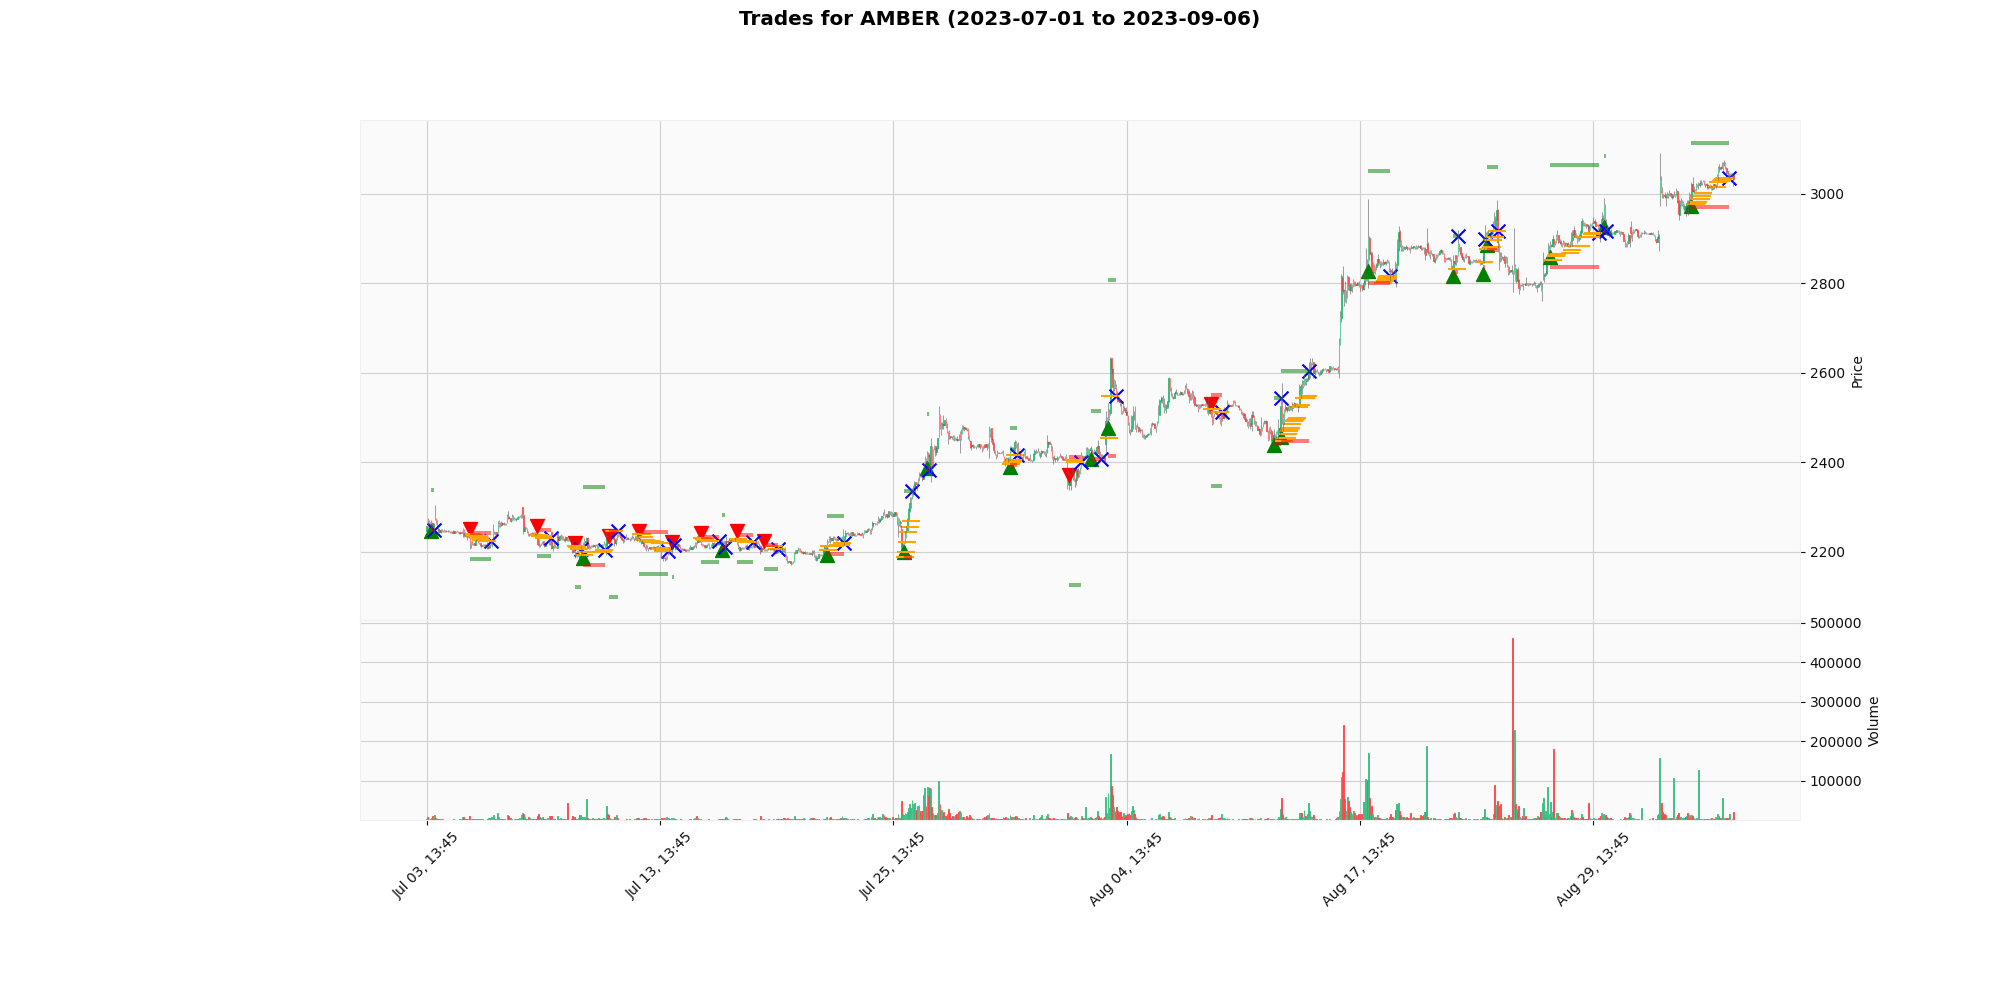 Trades for AMBER (2023-07-01 to 2023-09-06)
3000
2800
2600
2400
2200
Price
500000
400000
300000
200000
100000
Volume
Jul 03, 13:45
Jul 13, 13:45
Jul 25, 13:45
Aug 04, 13:45
Aug 17, 13:45
Aug 29, 13:45